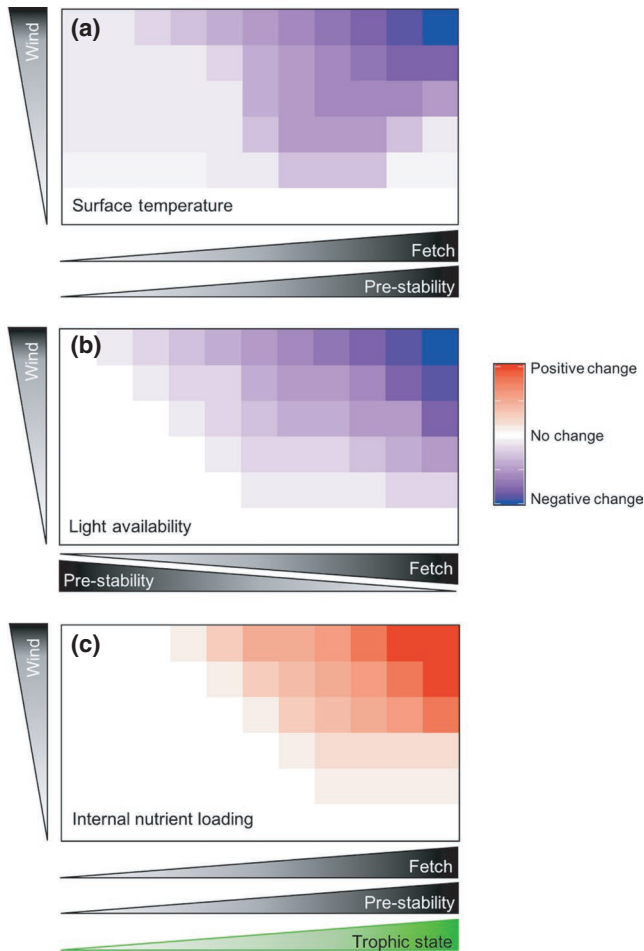 (a)
Wind
Surface temperature
Fetch
Pre-stability
(b)
Wind
Light availability
Fetch
Pre-stability
Positive change
No change
Negative change
(c)
Wind
Internal nutrient loading
Fetch
Pre-stability
Trophic state